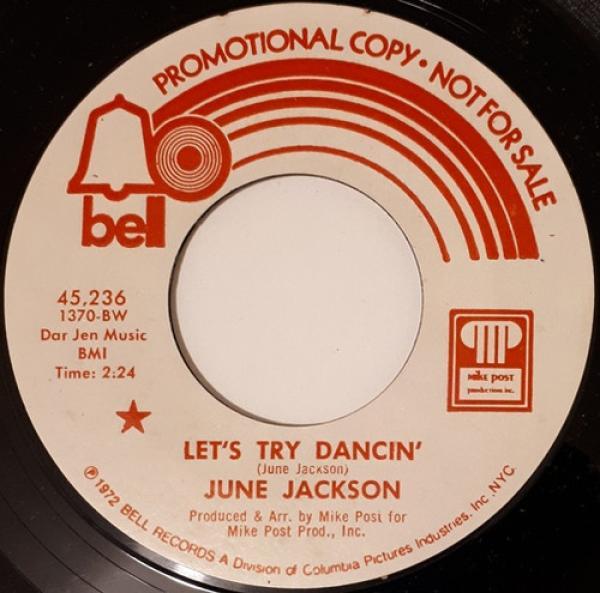 PROMOTIONAL COPY • NOT FOR SALE
bell
45,236
1370-BW
Dar Jen Music
BMI
Time: 2:24
MIKE POST
productions inc.
LET'S TRY DANCIN'
(June Jackson)
JUNE JACKSON
Produced & Arr. by Mike Post for
Mike Post Prod., Inc.
℗ 1972 BELL RECORDS A Division of Columbia Pictures Industries, Inc., N.Y.C.